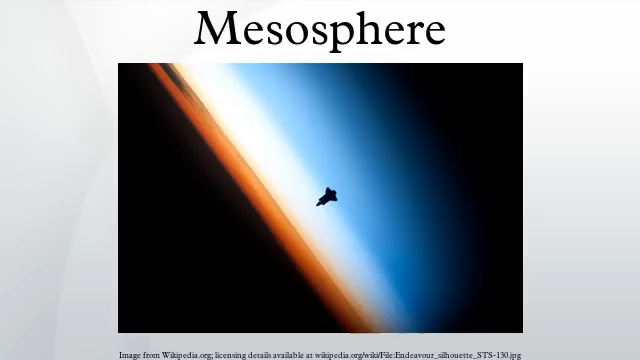 Mesosphere
Image from Wikipedia.org; licensing details available at wikipedia.org/wiki/File:Endeavour_silhouette_STS-130.jpg